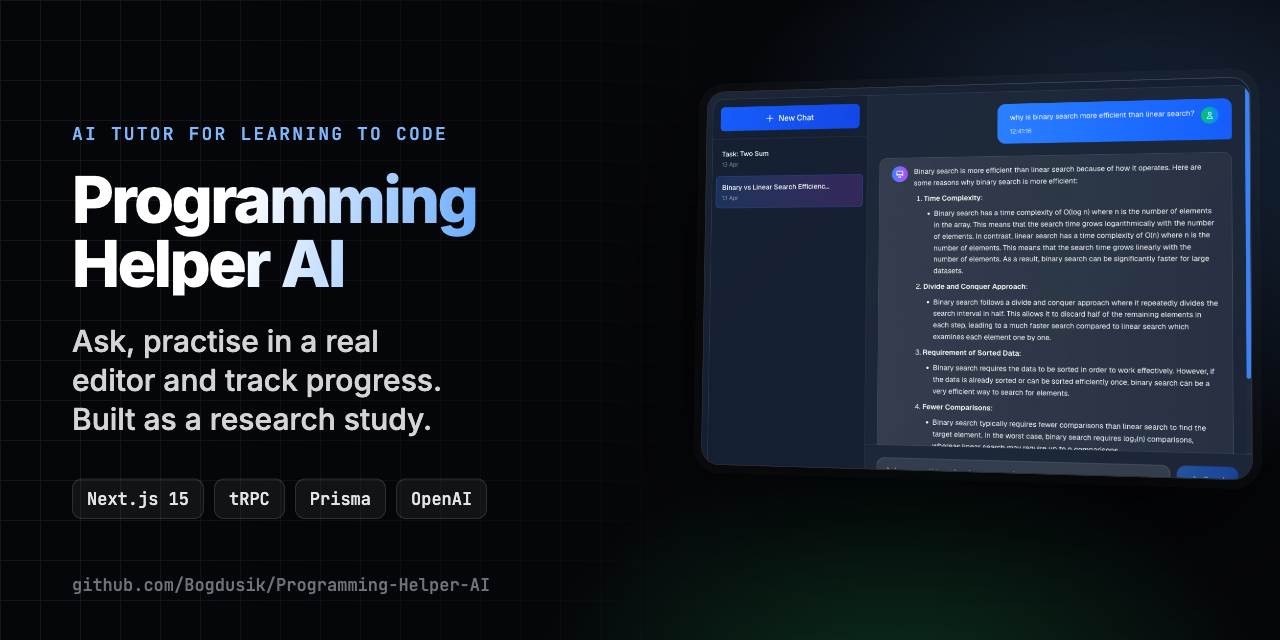 AI TUTOR FOR LEARNING TO CODE
Programming
Helper AI
Ask, practise in a real
editor and track progress.
Built as a research study.
Next.js 15
tRPC
Prisma
OpenAI
github.com/Bogdusik/Programming-Helper-AI
+ New Chat
Task: Two Sum
13 Apr
Binary vs Linear Search Efficienc...
13 Apr
why is binary search more efficient than linear search?
12:41:16
Binary search is more efficient than linear search because of how it operates. Here are
some reasons why binary search is more efficient:
1. Time Complexity:
• Binary search has a time complexity of O(log n) where n is the number of elements
in the array. This means that the search time grows logarithmically with the number
of elements. In contrast, linear search has a time complexity of O(n) where n is the
number of elements. This means that the search time grows linearly with the
number of elements. As a result, binary search can be significantly faster for large
datasets.
2. Divide and Conquer Approach:
• Binary search follows a divide and conquer approach where it repeatedly divides the
search interval in half. This allows it to discard half of the remaining elements in
each step, leading to a much faster search compared to linear search which
examines each element one by one.
3. Requirement of Sorted Data:
• Binary search requires the data to be sorted in order to work effectively. However, if
the data is already sorted or can be sorted efficiently once, binary search can be a
very efficient way to search for elements.
4. Fewer Comparisons:
• Binary search typically requires fewer comparisons than linear search to find the
target element. In the worst case, binary search requires log₂(n) comparisons,
whereas linear search may require up to n comparisons.